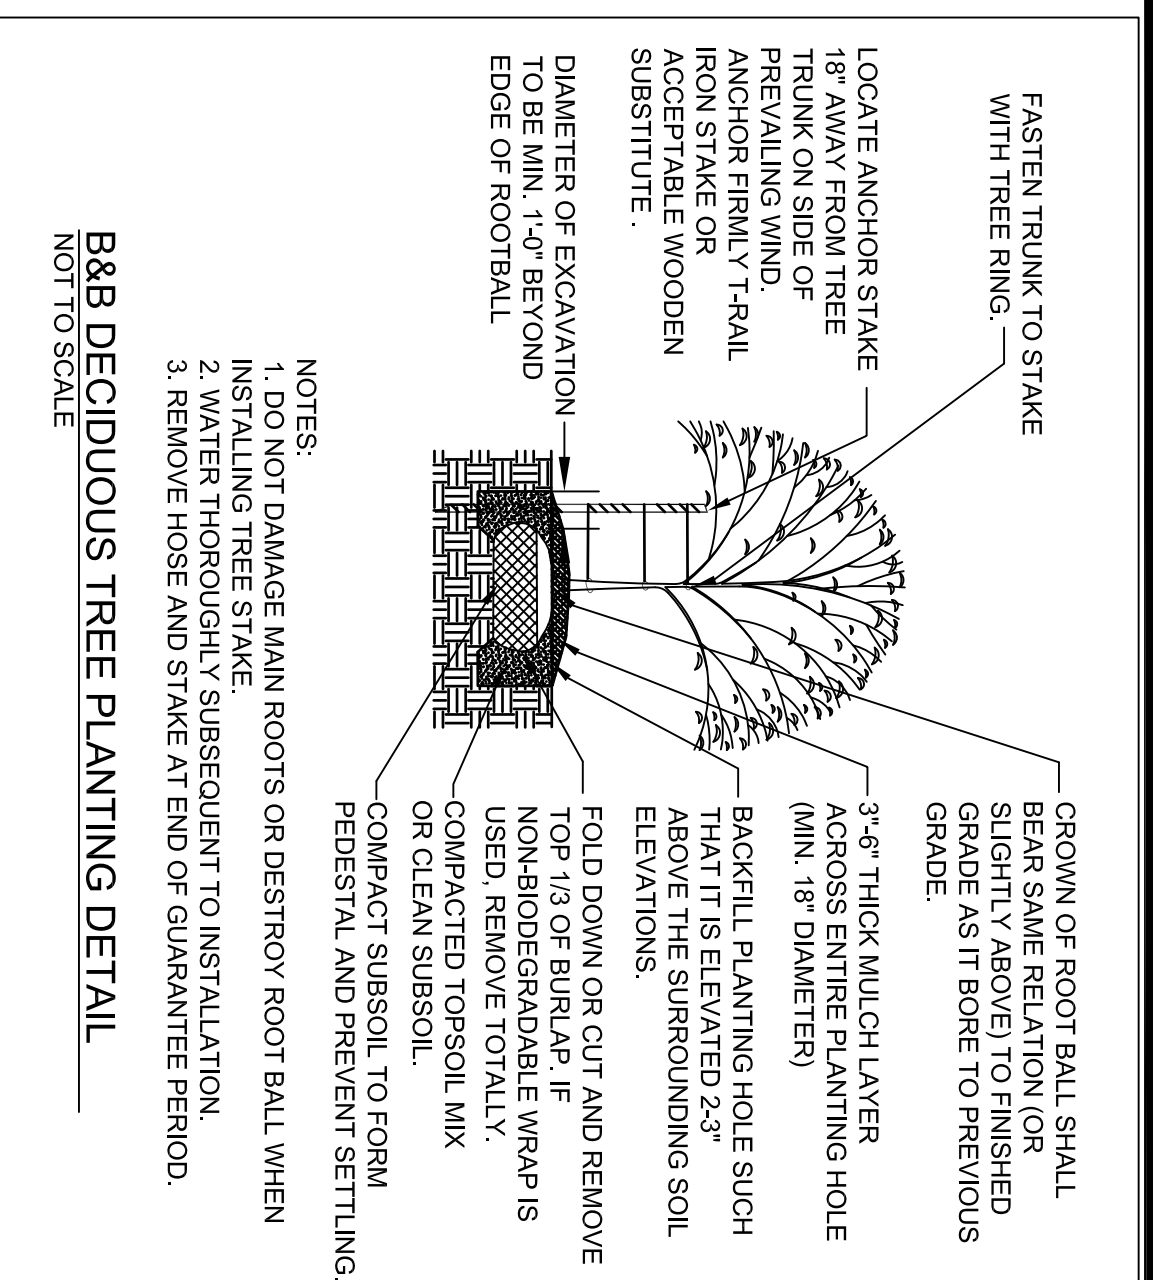 FASTEN TRUNK TO STAKE
WITH TREE RING.
LOCATE ANCHOR STAKE
18" AWAY FROM TREE
TRUNK ON SIDE OF
PREVAILING WIND.
ANCHOR FIRMLY T-RAIL
IRON STAKE OR
ACCEPTABLE WOODEN
SUBSTITUTE .
DIAMETER OF EXCAVATION
TO BE MIN. 1'-0" BEYOND
EDGE OF ROOTBALL
CROWN OF ROOT BALL SHALL
BEAR SAME RELATION (OR
SLIGHTLY ABOVE) TO FINISHED
GRADE AS IT BORE TO PREVIOUS
GRADE.
3"-6" THICK MULCH LAYER
ACROSS ENTIRE PLANTING HOLE
(MIN. 18" DIAMETER)
BACKFILL PLANTING HOLE SUCH
THAT IT IS ELEVATED 2-3"
ABOVE THE SURROUNDING SOIL
ELEVATIONS.
FOLD DOWN OR CUT AND REMOVE
TOP 1/3 OF BURLAP. IF
NON-BIODEGRADABLE WRAP IS
USED, REMOVE TOTALLY.
COMPACTED TOPSOIL MIX
OR CLEAN SUBSOIL.
COMPACT SUBSOIL TO FORM
PEDESTAL AND PREVENT SETTLING.
NOTES:
1. DO NOT DAMAGE MAIN ROOTS OR DESTROY ROOT BALL WHEN
INSTALLING TREE STAKE.
2. WATER THOROUGHLY SUBSEQUENT TO INSTALLATION.
3. REMOVE HOSE AND STAKE AT END OF GUARANTEE PERIOD.
B&B DECIDUOUS TREE PLANTING DETAIL
NOT TO SCALE